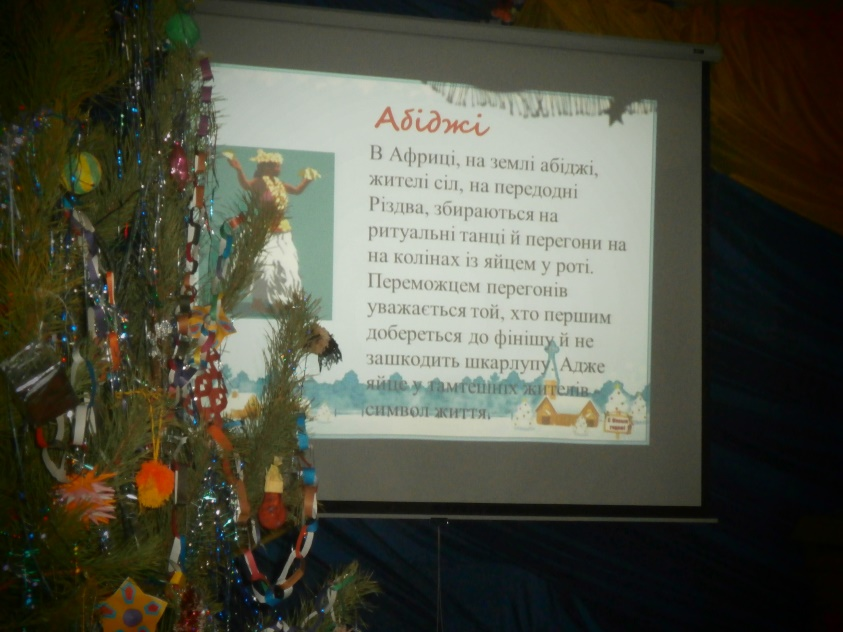 Абіджі
В Африці, на землі абіджі,
жителі сіл, на передодні
Різдва, збираються на
ритуальні танці й перегони на
на колінах із яйцем у роті.
Переможцем перегонів
уважається той, хто першим
добереться до фінішу й не
зашкодить шкарлупу. Адже
яйце у тамтешніх жителів -
символ життя.